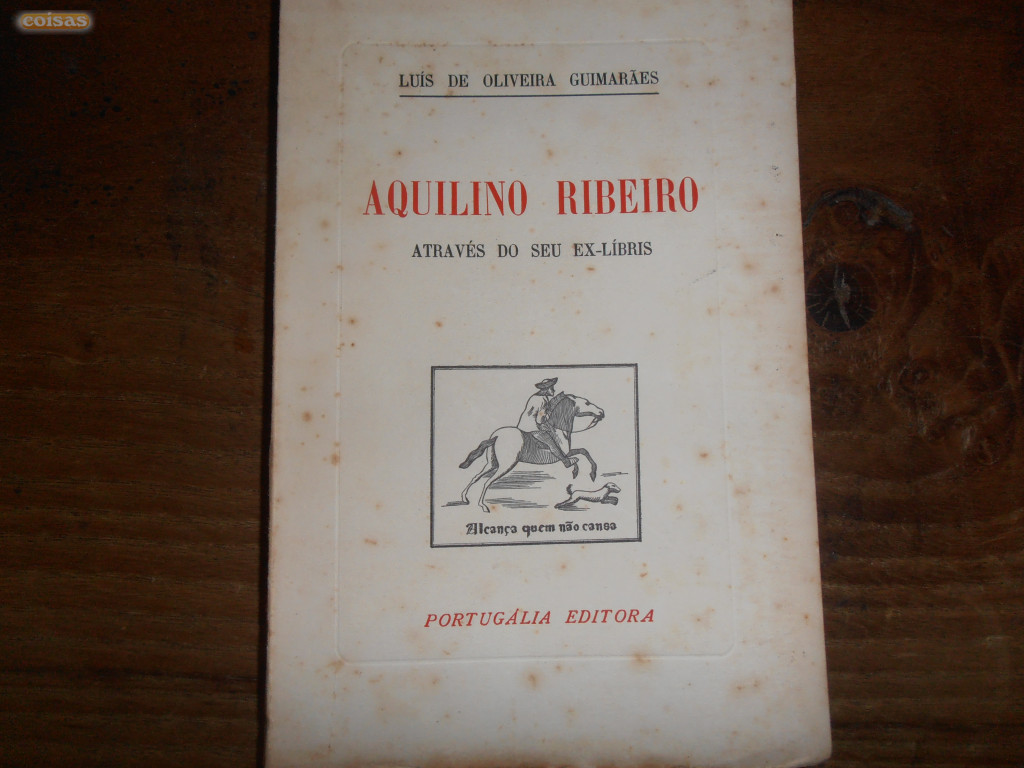 coisas
LUÍS DE OLIVEIRA GUIMARÃES
AQUILINO RIBEIRO
ATRAVÉS DO SEU EX-LÍBRIS
Alcança quem não cansa
PORTUGÁLIA EDITORA